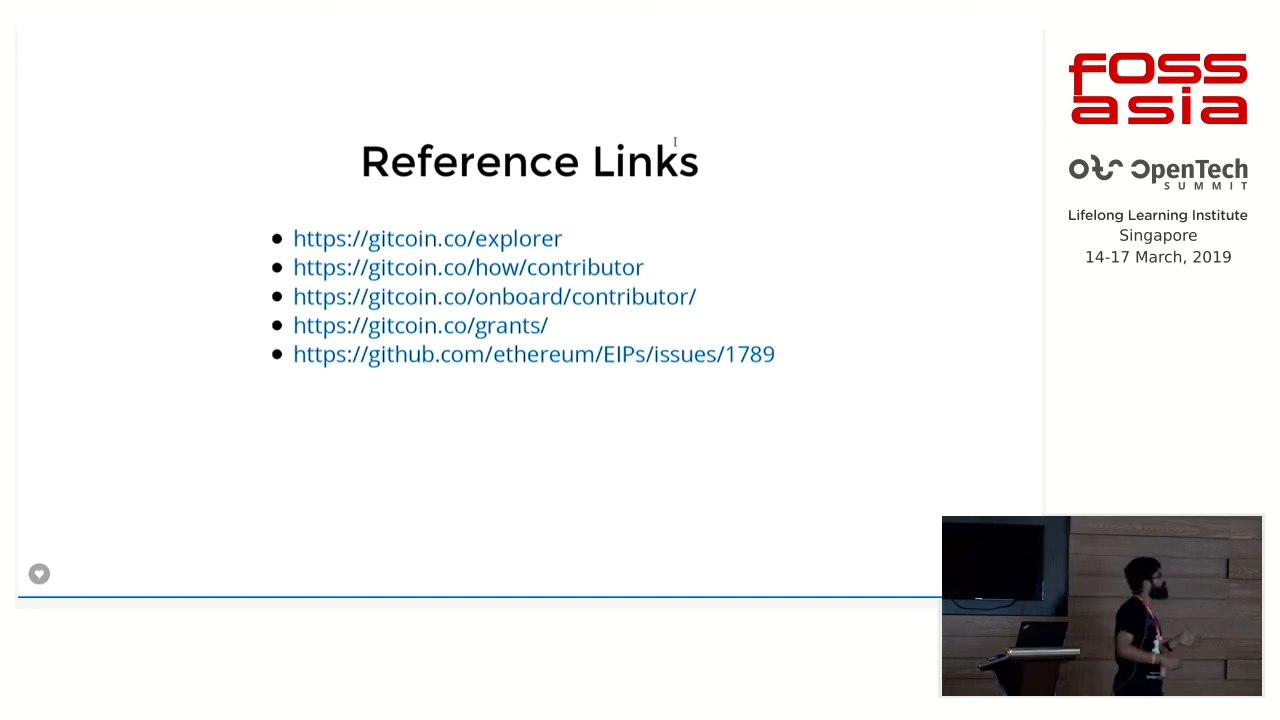 Reference Links
https://gitcoin.co/explorer
https://gitcoin.co/how/contributor
https://gitcoin.co/onboard/contributor/
https://gitcoin.co/grants/
https://github.com/ethereum/EIPs/issues/1789
fOSS
asia
OTS OpenTech
SUMMIT
Lifelong Learning Institute
Singapore
14-17 March, 2019